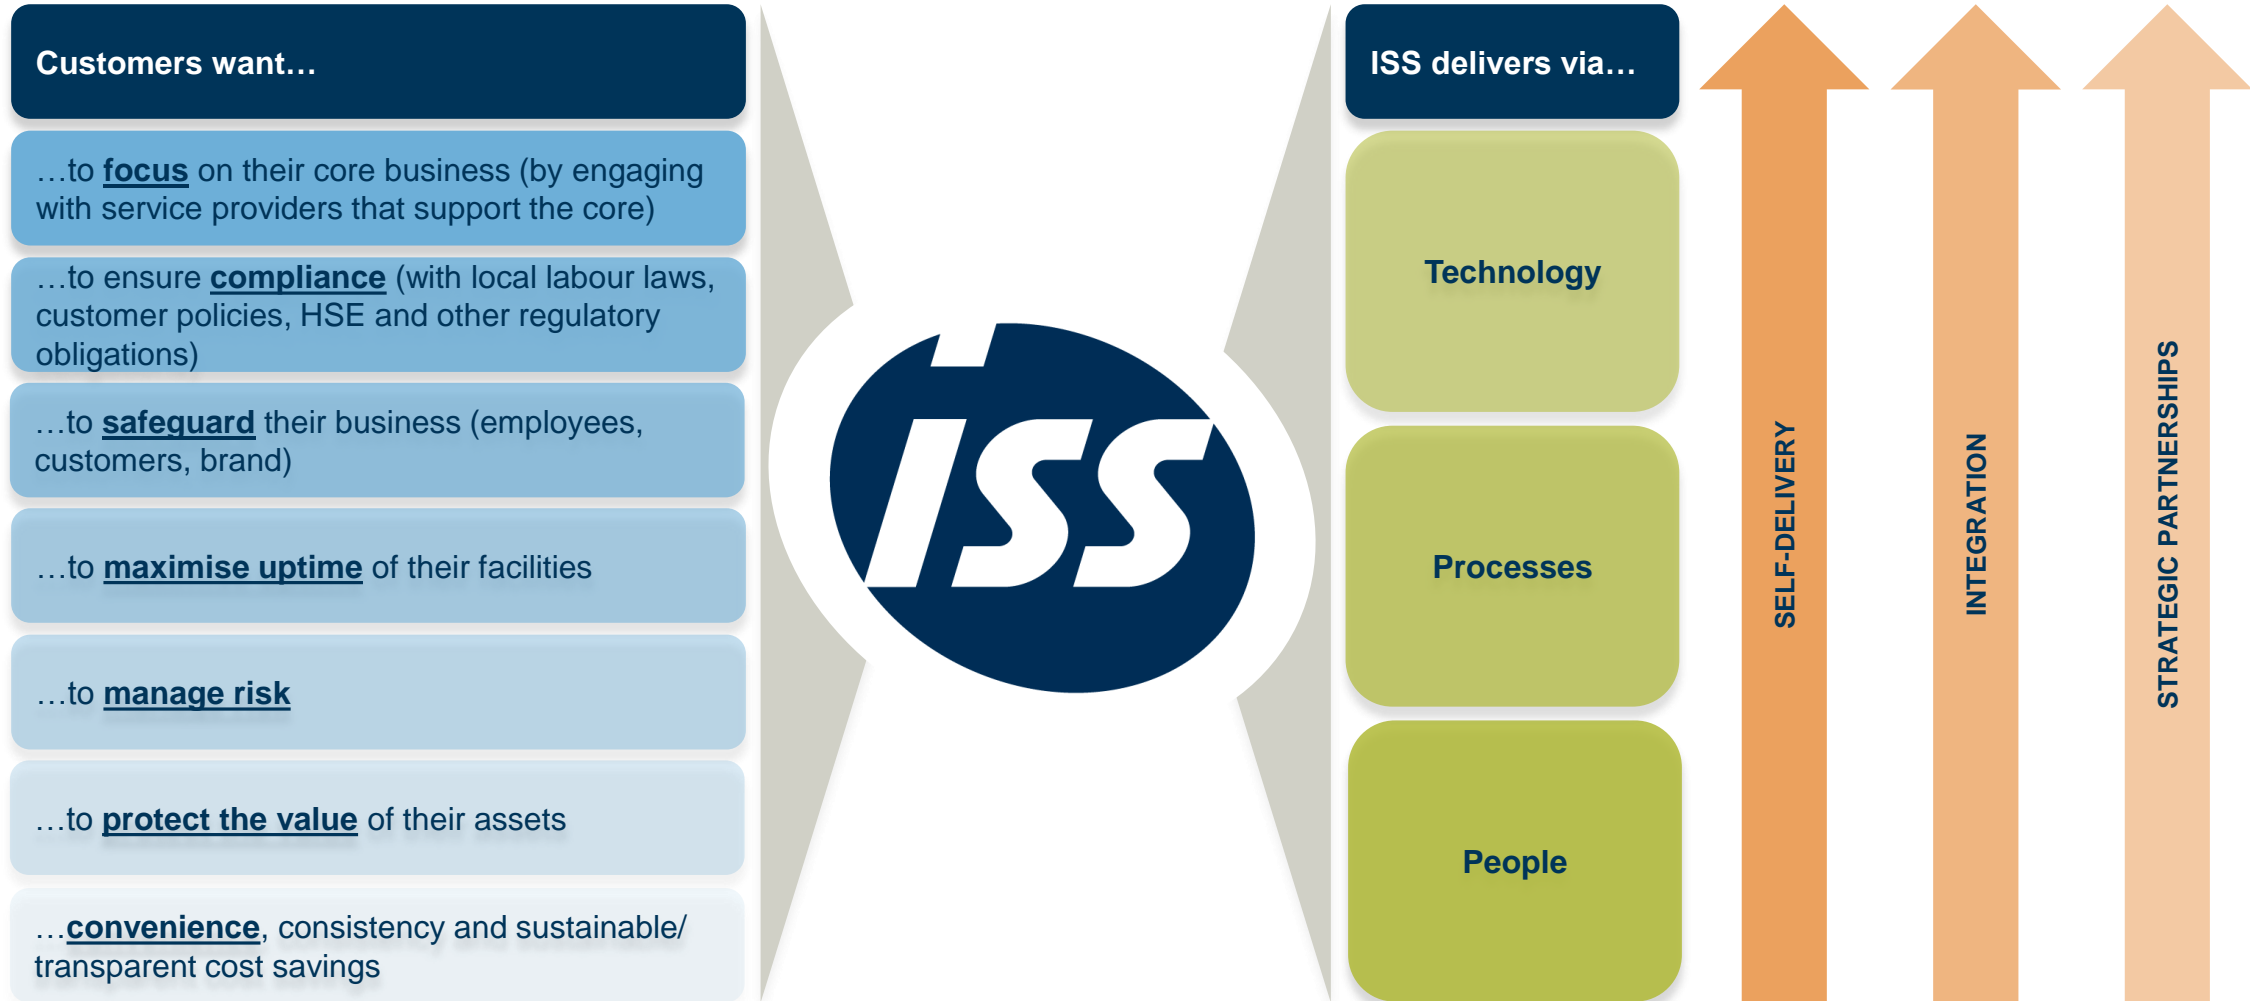 Customers want…
…to focus on their core business (by engaging
with service providers that support the core)
…to ensure compliance (with local labour laws,
customer policies, HSE and other regulatory
obligations)
…to safeguard their business (employees,
customers, brand)
…to maximise uptime of their facilities
…to manage risk
…to protect the value of their assets
…convenience, consistency and sustainable/
transparent cost savings
ISS
ISS delivers via…
Technology
Processes
People
SELF-DELIVERY
INTEGRATION
STRATEGIC PARTNERSHIPS